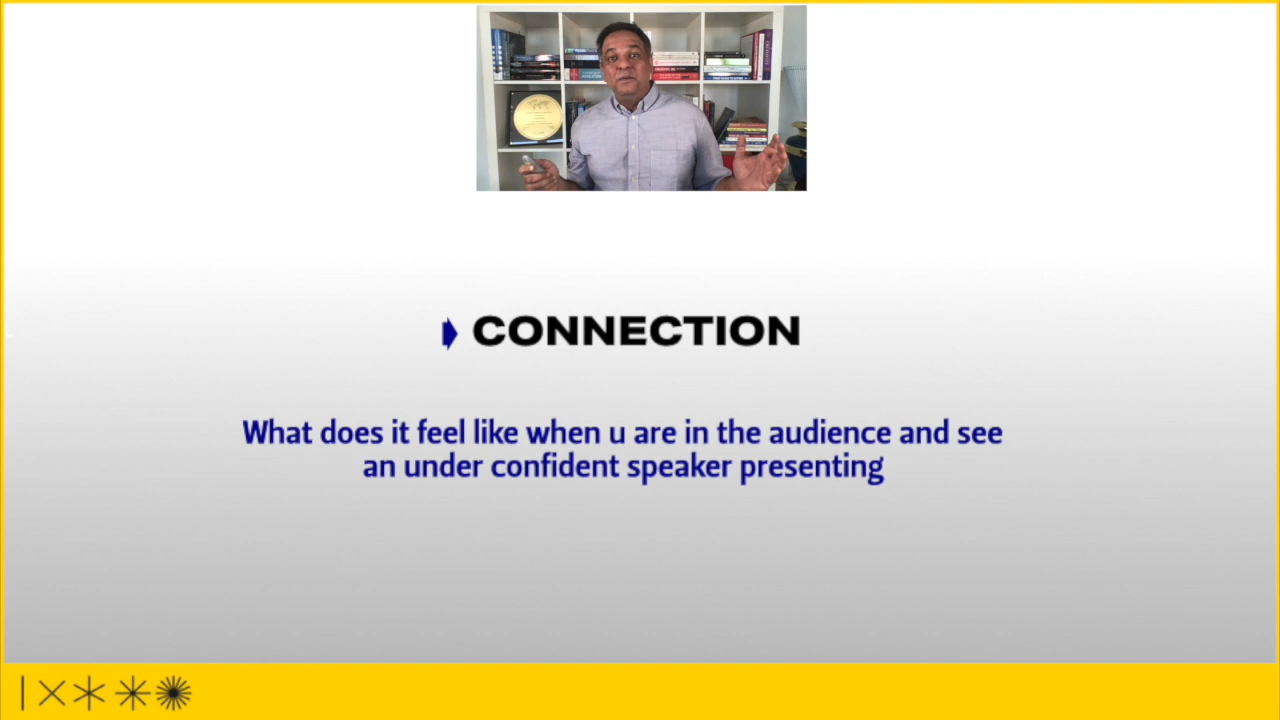 CONNECTION
What does it feel like when u are in the audience and see
an under confident speaker presenting